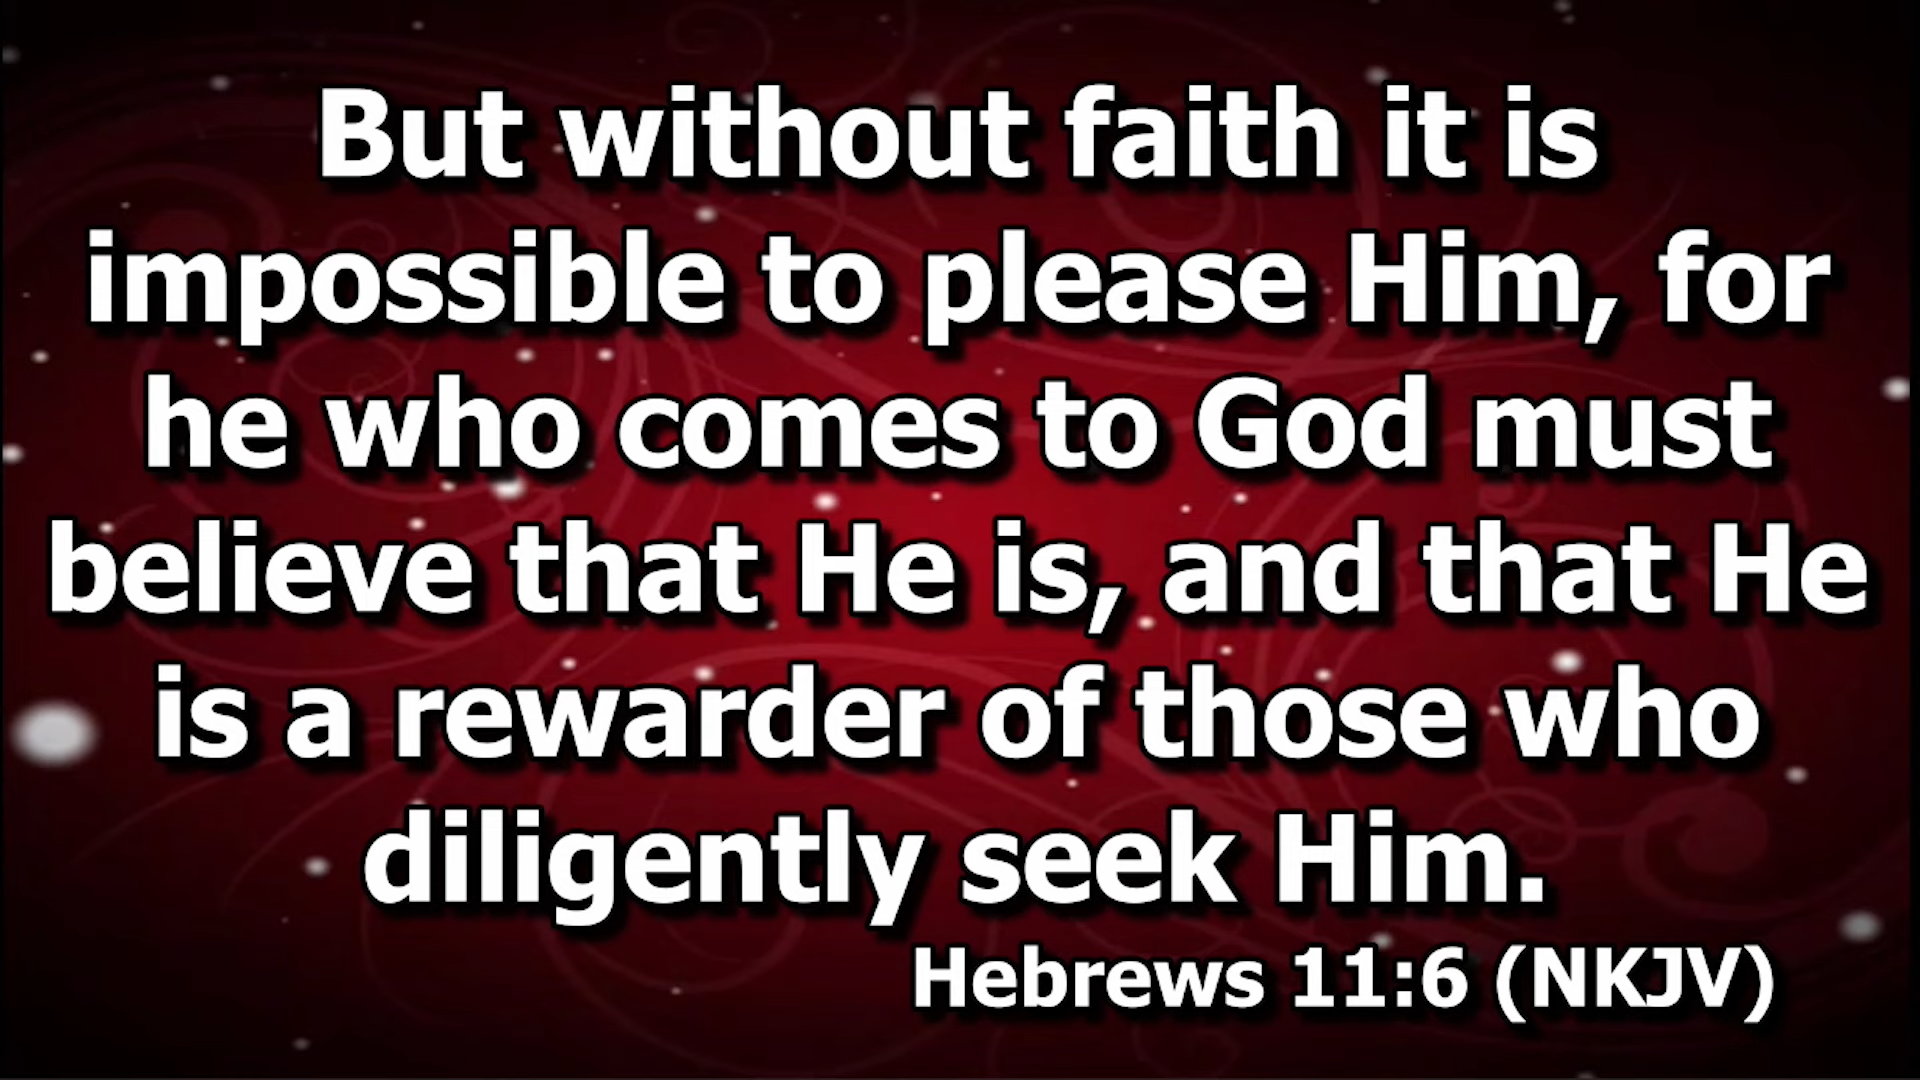 But without faith it is
impossible to please Him, for
he who comes to God must
believe that He is, and that He
is a rewarder of those who
diligently seek Him.
Hebrews 11:6 (NKJV)